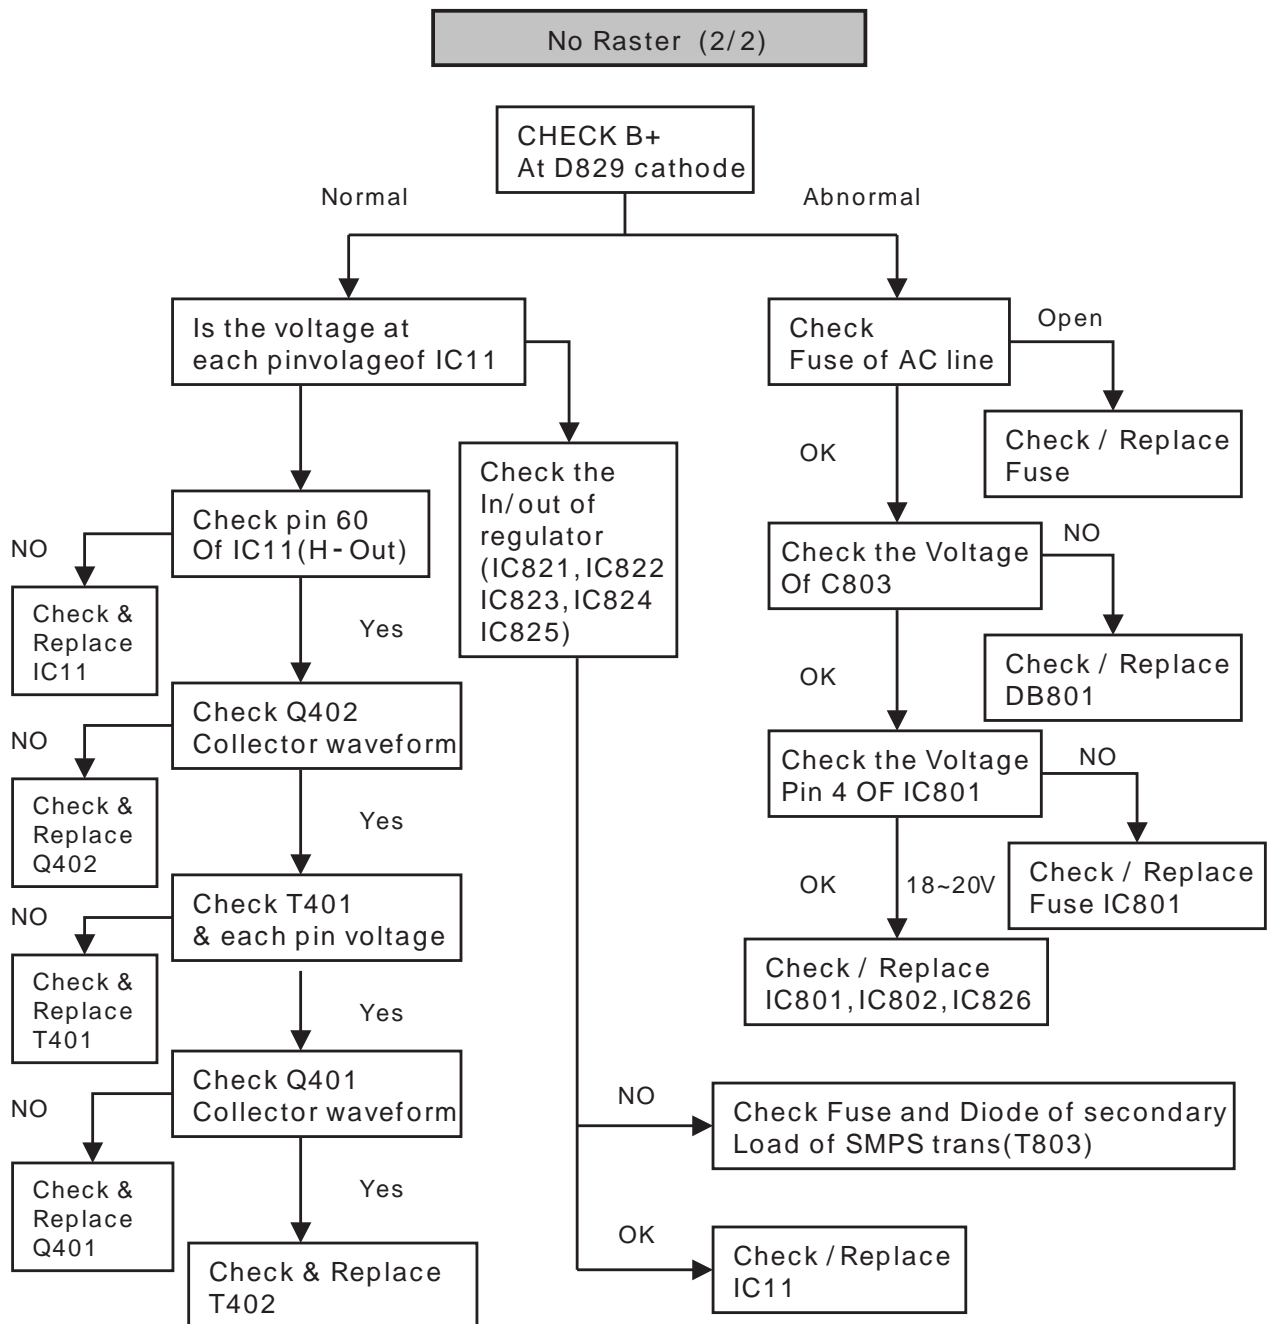 No Raster (2/2)
CHECK B+
At D829 cathode
Normal
Abnormal
Is the voltage at
each pinvolageof IC11
Check
Fuse of AC line
Open
Check / Replace
Fuse
OK
Check the
In/out of
regulator
(IC821, IC822
IC823, IC824
IC825)
Check pin 60
Of IC11(H-Out)
NO
Check &
Replace
IC11
Yes
Check the Voltage
Of C803
NO
Check / Replace
DB801
OK
Check Q402
Collector waveform
NO
Check &
Replace
Q402
Yes
Check the Voltage
Pin 4 OF IC801
NO
Check / Replace
Fuse IC801
OK
18~20V
Check / Replace
IC801, IC802, IC826
Check T401
& each pin voltage
NO
Check &
Replace
T401
Yes
Check Q401
Collector waveform
NO
Check &
Replace
Q401
Yes
Check & Replace
T402
NO
Check Fuse and Diode of secondary
Load of SMPS trans(T803)
OK
Check /Replace
IC11